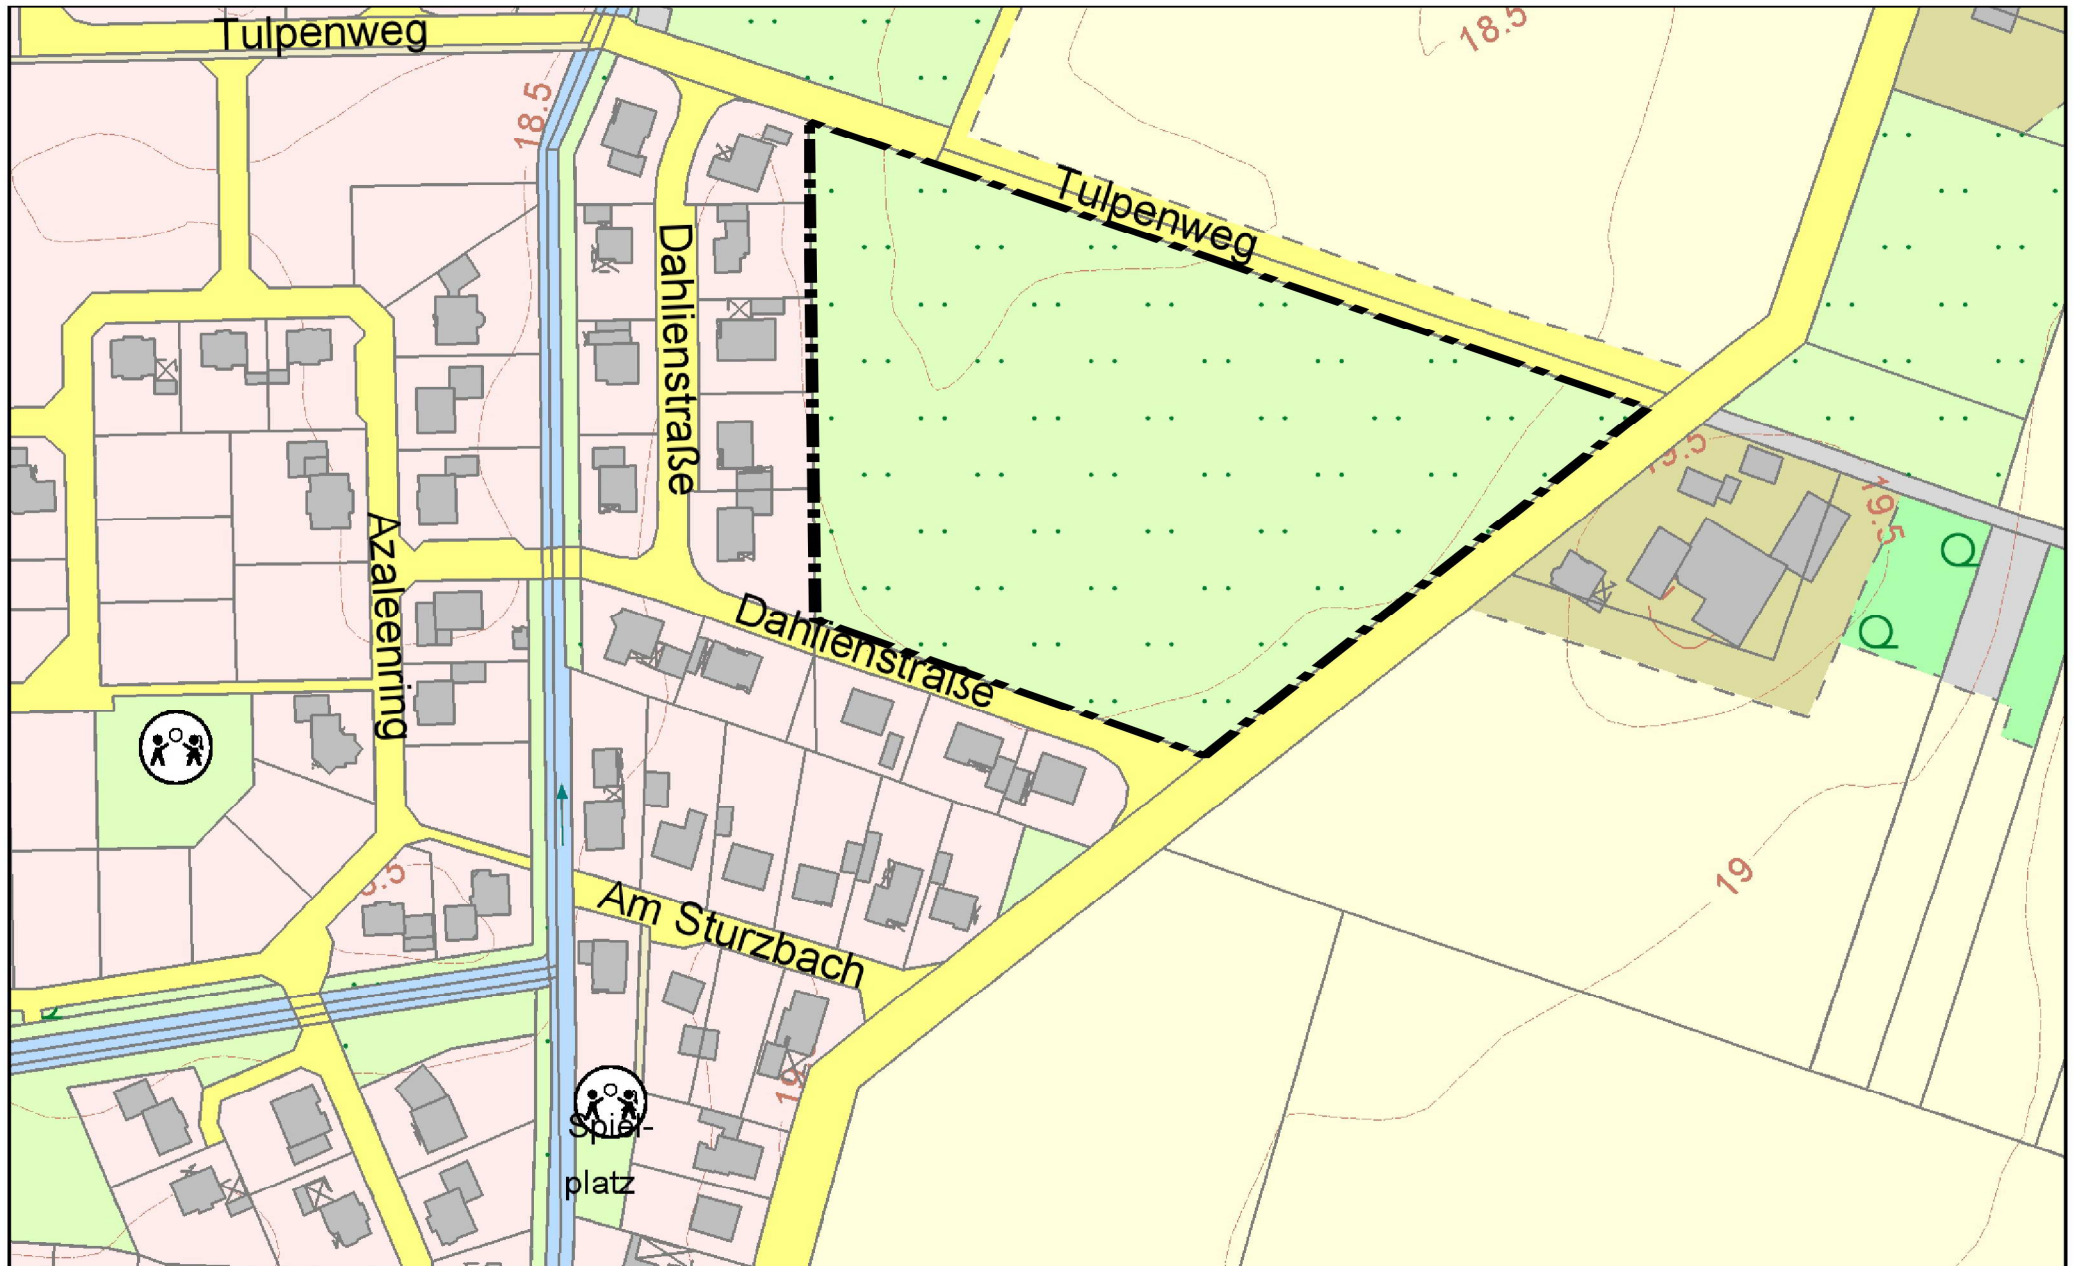 Tulpenweg
18.5
18.5
Tulpenweg
Dahlienstraße
19.5
19.5
Azaleenring
Dahlienstraße
19
Am Sturzbach
19
Spiel-
platz